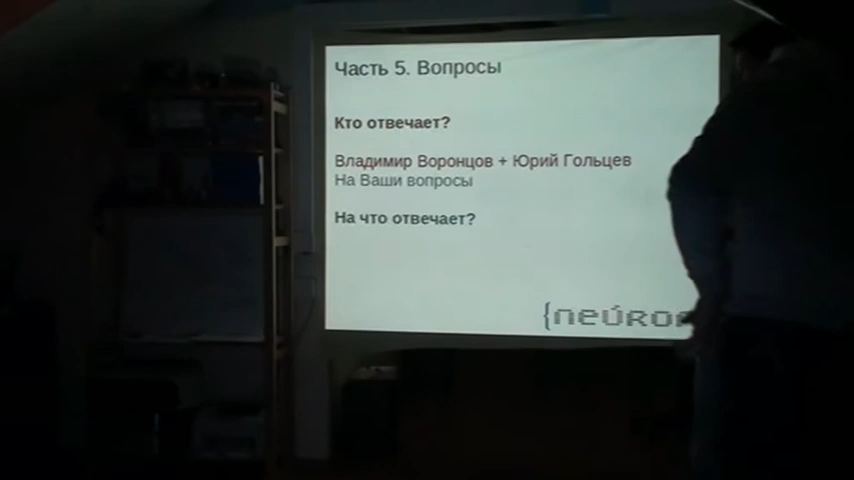 Часть 5. Вопросы
Кто отвечает?
Владимир Воронцов + Юрий Гольцев
На Ваши вопросы
На что отвечает?